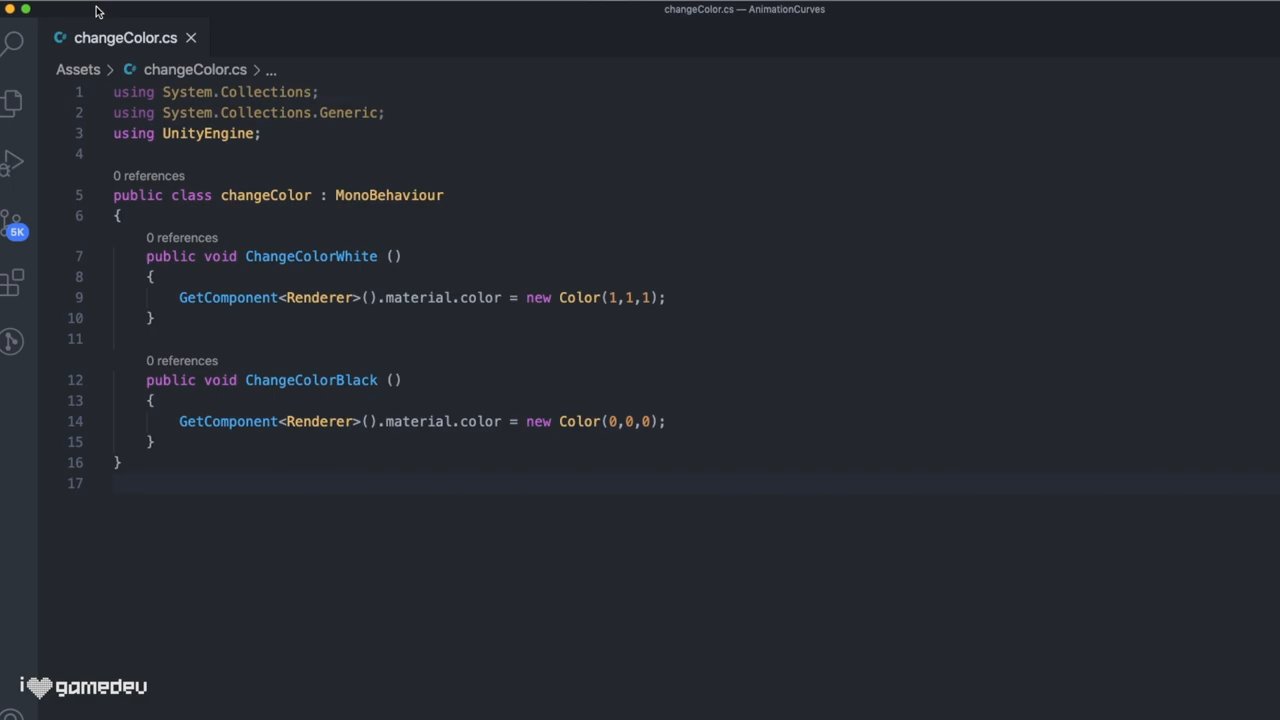 changeColor.cs — AnimationCurves
changeColor.cs
Assets > changeColor.cs > ...
1 using System.Collections;
2 using System.Collections.Generic;
3 using UnityEngine;
4
0 references
5 public class changeColor : MonoBehaviour
6 {
0 references
7 public void ChangeColorWhite ()
8 {
9 GetComponent<Renderer>().material.color = new Color(1,1,1);
10 }
11
0 references
12 public void ChangeColorBlack ()
13 {
14 GetComponent<Renderer>().material.color = new Color(0,0,0);
15 }
16 }
17
5K
i gamedev